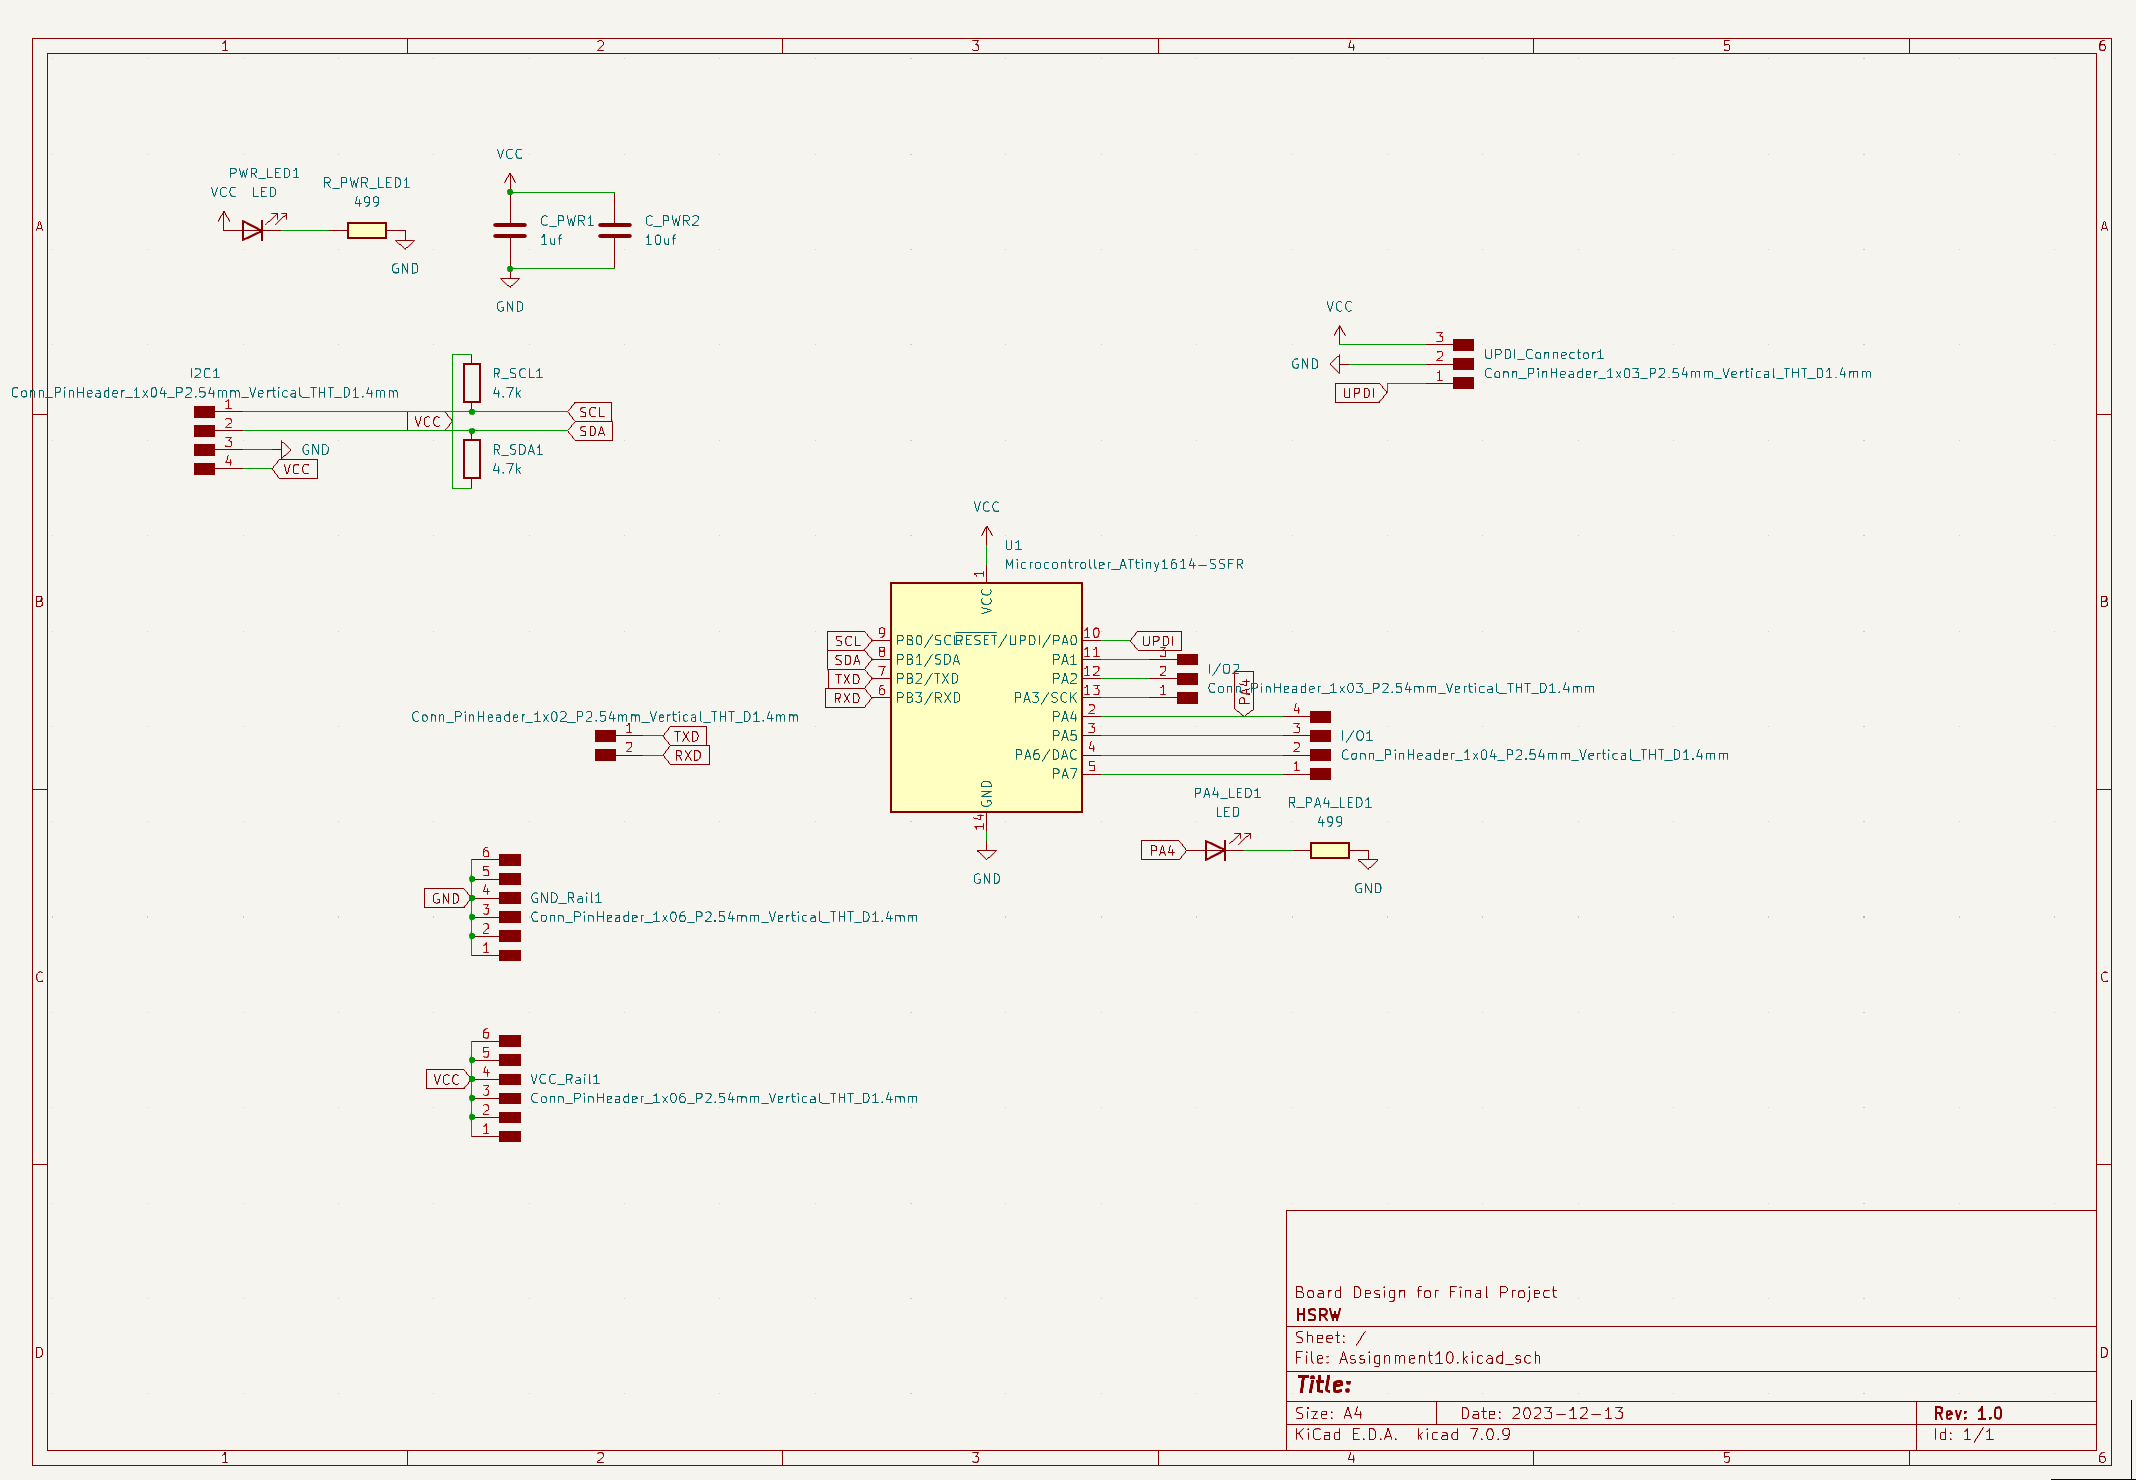 1 2 3 4 5 6
A
B
C
D
A
B
C
D
PWR_LED1
VCC LED
R_PWR_LED1
499
GND
VCC
C_PWR1
1uf
C_PWR2
10uf
GND
VCC
3
GND 2
1
UPDI
UPDI_Connector1
Conn_PinHeader_1x03_P2.54mm_Vertical_THT_D1.4mm
I2C1
Conn_PinHeader_1x04_P2.54mm_Vertical_THT_D1.4mm
1
2
3 GND
4 VCC
VCC
R_SCL1
4.7k
SCL
SDA
R_SDA1
4.7k
VCC
U1
Microcontroller_ATtiny1614-SSFR
1
VCC
SCL 9 PB0/SCL RESET/UPDI/PA0 10 UPDI
SDA 8 PB1/SDA PA1 11 3
TXD 7 PB2/TXD PA2 12 2
RXD 6 PB3/RXD PA3/SCK 13 1
I/O2
Conn_PinHeader_1x03_P2.54mm_Vertical_THT_D1.4mm
PA4
PA4 2 4
PA5 3 3
PA6/DAC 4 2
PA7 5 1
I/O1
Conn_PinHeader_1x04_P2.54mm_Vertical_THT_D1.4mm
GND
14
GND
Conn_PinHeader_1x02_P2.54mm_Vertical_THT_D1.4mm
1 TXD
2 RXD
PA4_LED1
LED
R_PA4_LED1
499
PA4
GND
6
5
GND 4
3
2
1
GND_Rail1
Conn_PinHeader_1x06_P2.54mm_Vertical_THT_D1.4mm
6
5
VCC 4
3
2
1
VCC_Rail1
Conn_PinHeader_1x06_P2.54mm_Vertical_THT_D1.4mm
Board Design for Final Project
HSRW
Sheet: /
File: Assignment10.kicad_sch
Title:
Size: A4 Date: 2023-12-13 Rev: 1.0
KiCad E.D.A. kicad 7.0.9 Id: 1/1
1 2 3 4 5 6